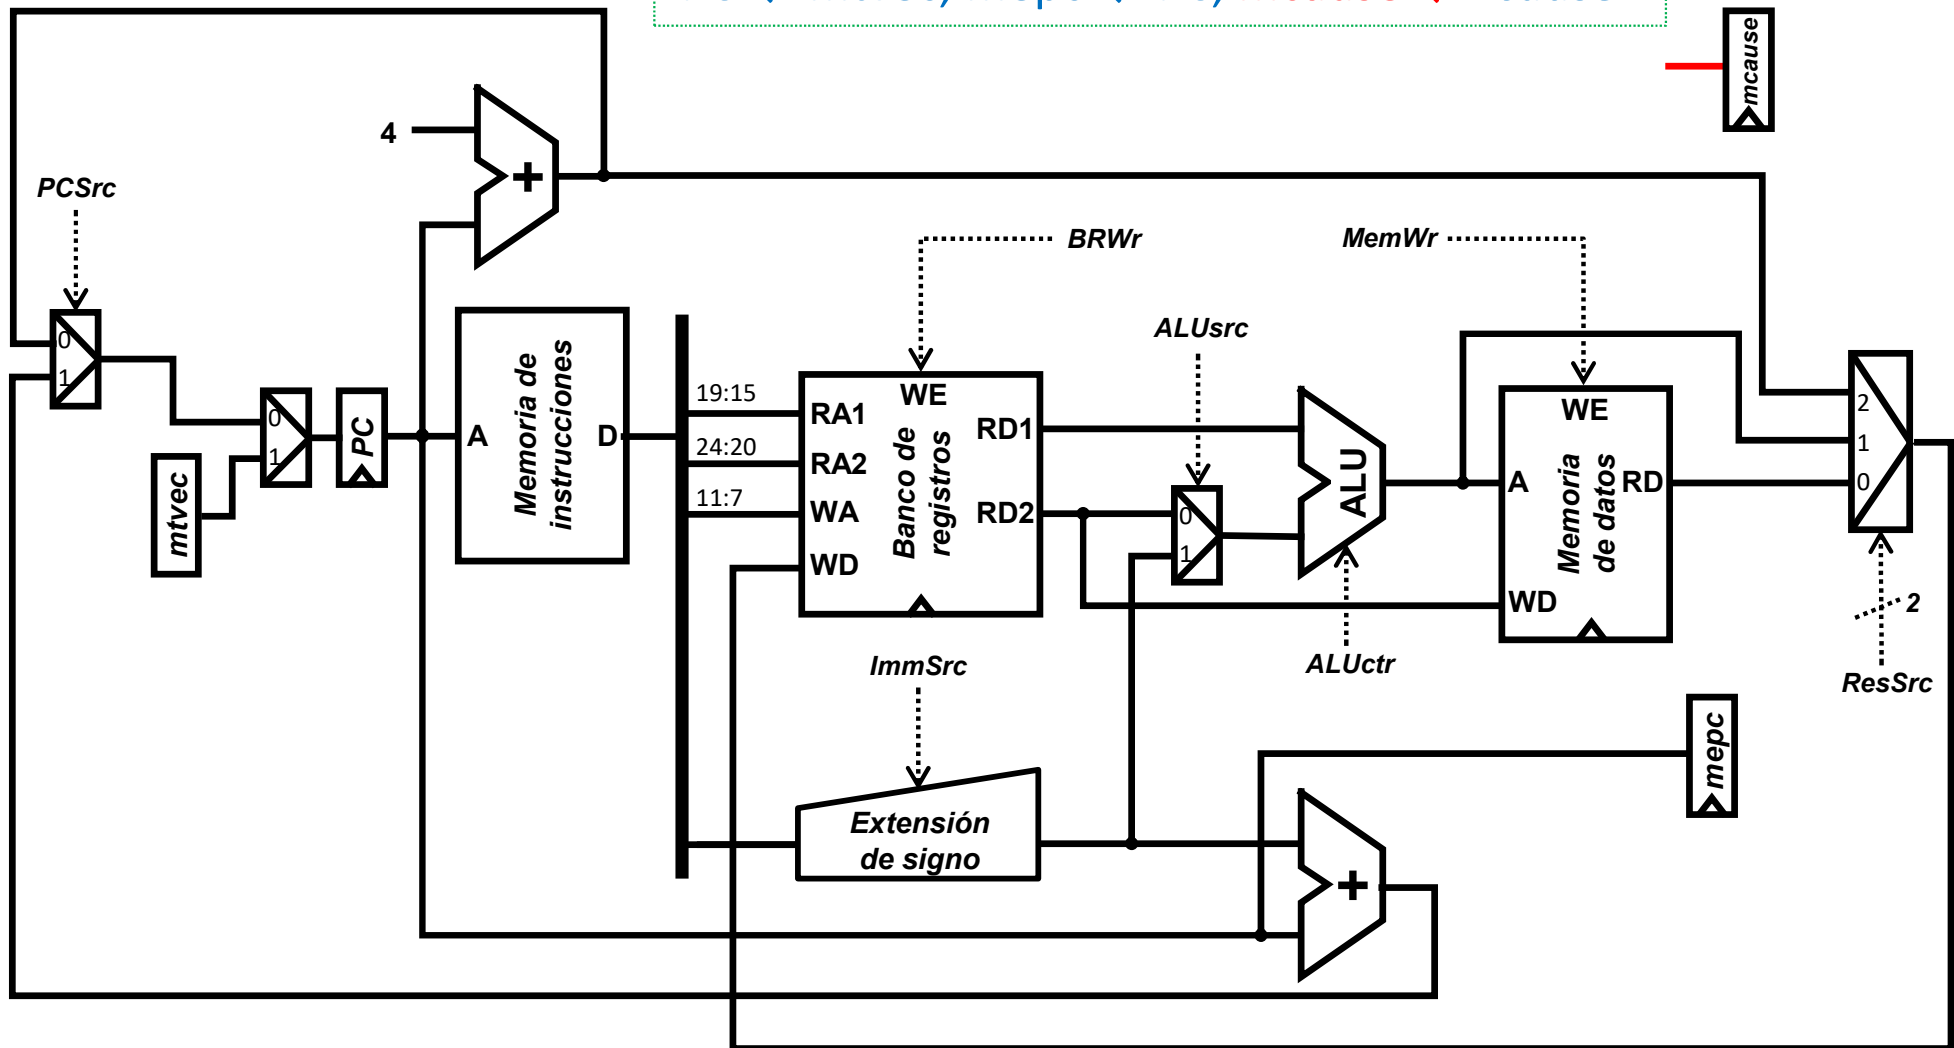 mcause
4
+
PCSrc
BRWr
MemWr
ALUsrc
0
1
0
1
mtvec
PC
A
Memoria de
instrucciones
D
19:15
24:20
11:7
WE
RA1
RA2
WA
WD
Banco de
registros
RD1
RD2
0
1
ALU
WE
A
Memoria
de datos
RD
WD
2
1
0
2
ImmSrc
ALUctr
ResSrc
mepc
Extensión
de signo
+